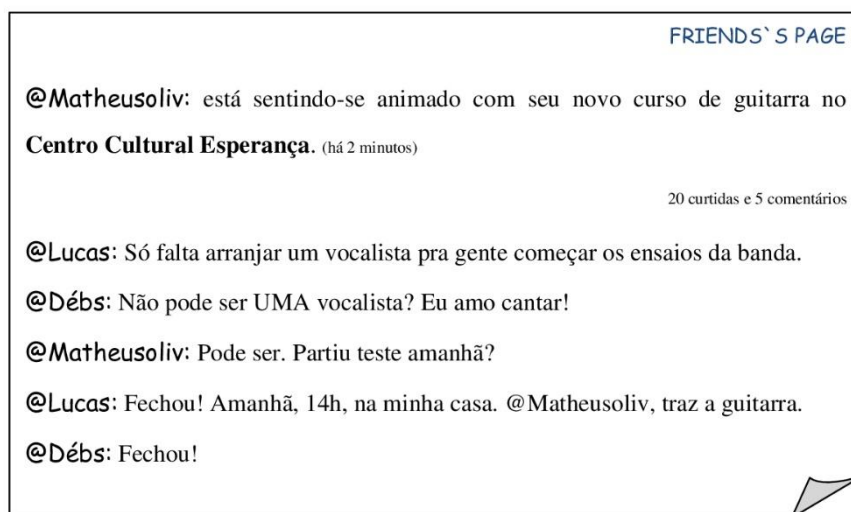 FRIENDS`S PAGE
@Matheusoliv: está sentindo-se animado com seu novo curso de guitarra no
Centro Cultural Esperança. (há 2 minutos)
20 curtidas e 5 comentários
@Lucas: Só falta arranjar um vocalista pra gente começar os ensaios da banda.
@Débs: Não pode ser UMA vocalista? Eu amo cantar!
@Matheusoliv: Pode ser. Partiu teste amanhã?
@Lucas: Fechou! Amanhã, 14h, na minha casa. @Matheusoliv, traz a guitarra.
@Débs: Fechou!